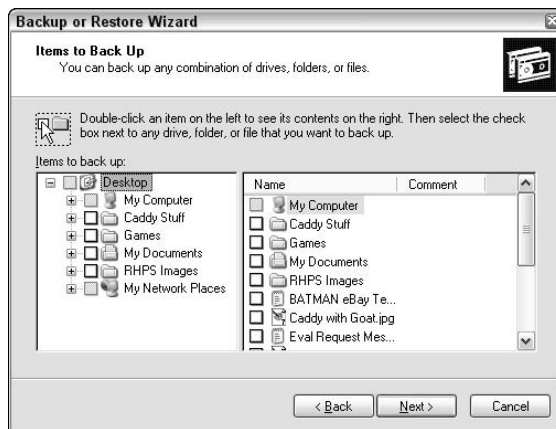 Backup or Restore Wizard
Items to Back Up
You can back up any combination of drives, folders, or files.
Double-click an item on the left to see its contents on the right. Then select the check
box next to any drive, folder, or file that you want to back up.
Items to back up:
Desktop
My Computer
Caddy Stuff
Games
My Documents
RHPS Images
My Network Places
Name Comment
My Computer
Caddy Stuff
Games
My Documents
RHPS Images
BATMAN eBay Te...
Caddy with Goat.jpg
Eval Request Mes...
< Back Next > Cancel